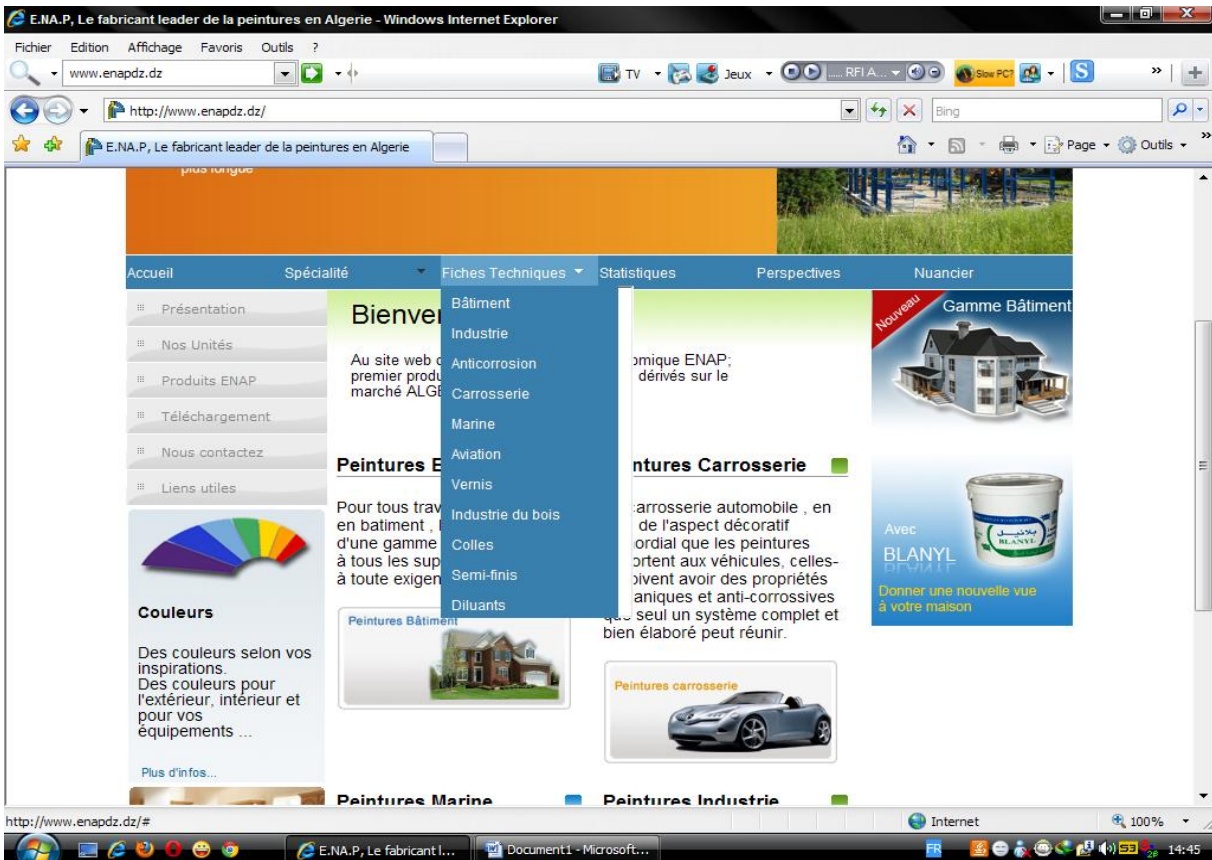 E.NA.P, Le fabricant leader de la peintures en Algerie - Windows Internet Explorer
Fichier Edition Affichage Favoris Outils ?
www.enapdz.dz TV Jeux ..... RFI A... Slow PC? S »
http://www.enapdz.dz/ Bing
E.NA.P, Le fabricant leader de la peintures en Algerie Page Outils »
plus longue
Accueil Spécialité Fiches Techniques Statistiques Perspectives Nuancier
Présentation
Nos Unités
Produits ENAP
Téléchargement
Nous contactez
Liens utiles
Couleurs
Des couleurs selon vos
inspirations.
Des couleurs pour
l'extérieur, intérieur et
pour vos
équipements ...
Plus d'infos...
Bâtiment
Industrie
Anticorrosion
Carrosserie
Marine
Aviation
Vernis
Industrie du bois
Colles
Semi-finis
Diluants
Bienve
Au site web omique ENAP;
premier produ dérivés sur le
marché ALGE
Peintures
Pour tous trav
en batiment ,
d'une gamme
à tous les sup
à toute exigen
Peintures Bâtiment
ntures Carrosserie
arrosserie automobile , en
de l'aspect décoratif
ordial que les peintures
ortent aux véhicules, celles-
oivent avoir des propriétés
aniques et anti-corrossives
que seul un système complet et
bien élaboré peut réunir.
Peintures carrosserie
Peintures Marine Peintures Industrie
Nouveau
Gamme Bâtiment
بلانيل
BLANYL
Avec
BLANYL
Donner une nouvelle vue
à votre maison
http://www.enapdz.dz/# Internet 100%
E.NA.P, Le fabricant l... Document1 - Microsoft... FR 53 14:45